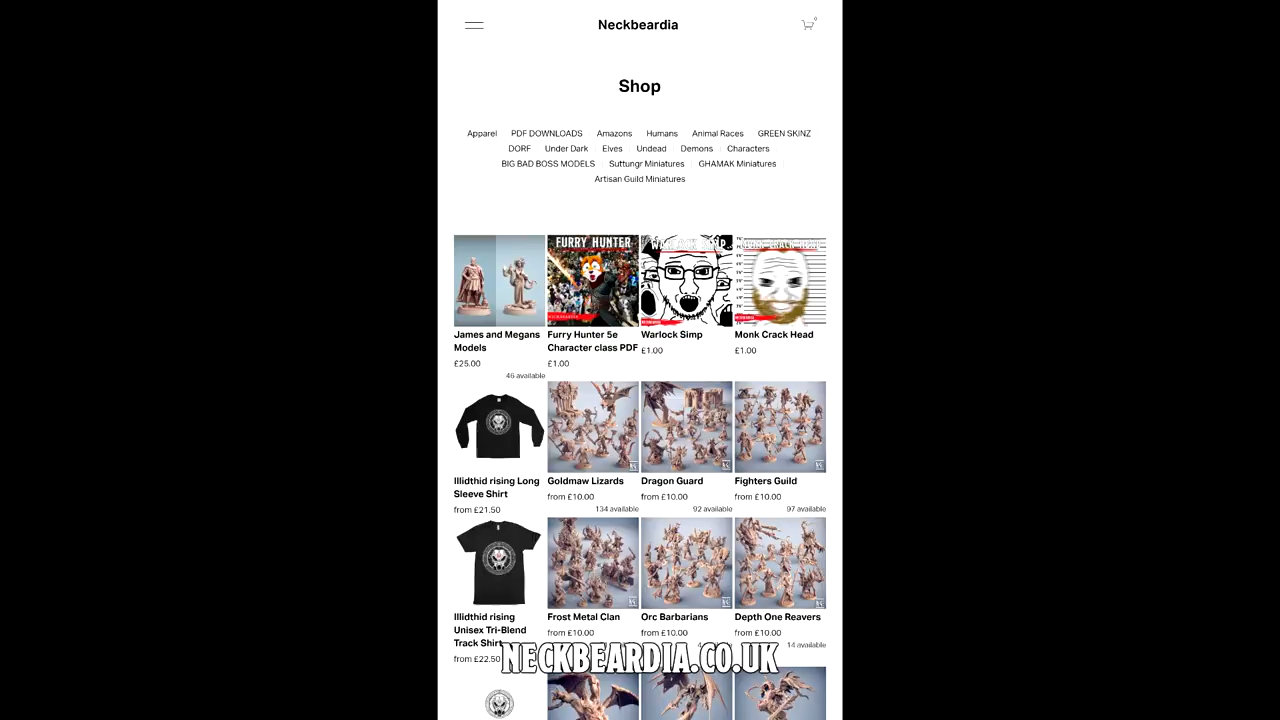 Neckbeardia
0
Shop
Apparel PDF DOWNLOADS Amazons Humans Animal Races GREEN SKINZ
DORF Under Dark Elves Undead Demons Characters
BIG BAD BOSS MODELS Suttungr Miniatures GHAMAK Miniatures
Artisan Guild Miniatures
FURRY HUNTER
WARLOCK SIMP
James and Megans
Models
£25.00
46 available
Furry Hunter 5e
Character class PDF
£1.00
Warlock Simp
£1.00
Monk Crack Head
£1.00
Illidthid rising Long
Sleeve Shirt
from £21.50
Goldmaw Lizards
from £10.00
134 available
Dragon Guard
from £10.00
92 available
Fighters Guild
from £10.00
97 available
Illidthid rising
Unisex Tri-Blend
Track Shirt
from £22.50
Frost Metal Clan
from £10.00
Orc Barbarians
from £10.00
Depth One Reavers
from £10.00
14 available
NECKBEARDIA.CO.UK